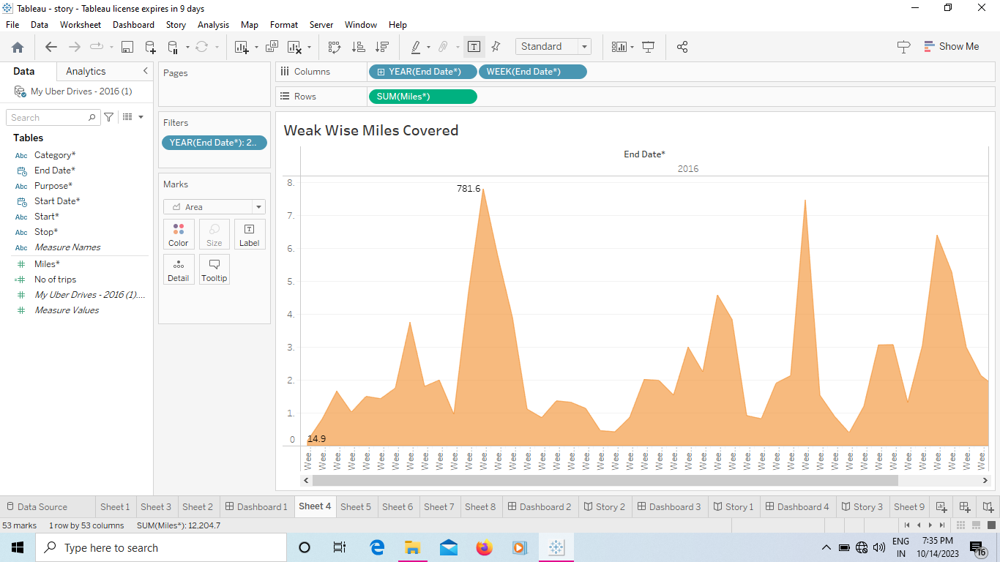 Tableau - story - Tableau license expires in 9 days
File Data Worksheet Dashboard Story Analysis Map Format Server Window Help
Standard
Show Me
Data Analytics
My Uber Drives - 2016 (1)
Search
Tables
Abc Category*
End Date*
Abc Purpose*
Start Date*
Abc Start*
Abc Stop*
Abc Measure Names
Miles*
No of trips
My Uber Drives - 2016 (1)....
Measure Values
Pages
Filters
YEAR(End Date*): 2..
Marks
Area
Color Size Label
Detail Tooltip
Columns YEAR(End Date*) WEEK(End Date*)
Rows SUM(Miles*)
Weak Wise Miles Covered
End Date*
2016
8.
7.
6.
5.
4.
3.
2.
1.
0
781.6
14.9
Wee.. Wee.. Wee.. Wee.. Wee.. Wee.. Wee.. Wee.. Wee.. Wee.. Wee.. Wee.. Wee.. Wee.. Wee.. Wee.. Wee.. Wee.. Wee.. Wee.. Wee.. Wee.. Wee.. Wee.. Wee.. Wee.. Wee.. Wee.. Wee.. Wee.. Wee.. Wee.. Wee.. Wee.. Wee.. Wee.. Wee.. Wee.. Wee.. Wee.. Wee.. Wee.. Wee.. Wee.. Wee.. Wee.. Wee..
Data Source Sheet 1 Sheet 3 Sheet 2 Dashboard 1 Sheet 4 Sheet 5 Sheet 6 Sheet 7 Sheet 8 Dashboard 2 Story 2 Dashboard 3 Story 1 Dashboard 4 Story 3 Sheet 9
53 marks 1 row by 53 columns SUM(Miles*): 12,204.7
Type here to search
ENG
IN
7:35 PM
10/14/2023
16